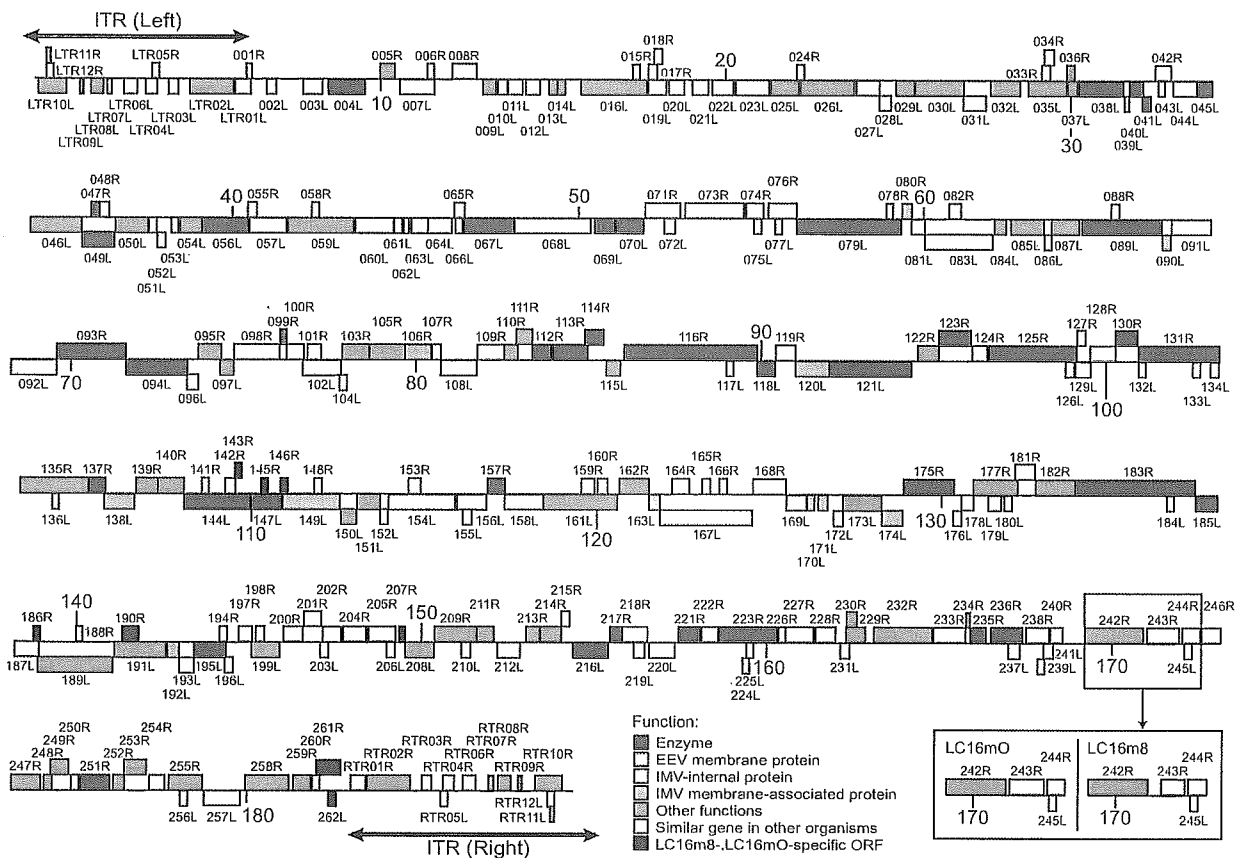 ITR (Left)
LTR11R LTR05R 001R 005R 006R 008R 015R 018R 017R 20 024R 034R 033R 036R 042R
LTR12R
LTR10L LTR06L LTR02L 002L 003L 004L 10 007L 011L 014L 016L 020L 022L 023L 025L 026L 028L 029L 030L 032L 035L 038L 041L 043L 045L
LTR07L LTR03L LTR01L 010L 013L 019L 021L 027L 031L 037L 040L 044L
LTR08L LTR04L 009L 012L 30 039L
LTR09L
048R
047R 40 055R 058R 065R 50 071R 073R 074R 076R 078R 080R 60 082R 088R
046L 050L 054L 056L 057L 059L 061L 064L 067L 068L 070L 072L 077L 079L 085L 087L 089L 091L
049L 053L 060L 063L 066L 069L 075L 081L 083L 084L 086L 090L
052L 062L
051L
100R
093R 095R 098R 099R 101R 103R 105R 106R 107R 109R 110R 111R 112R 113R 114R 116R 90 119R 122R 123R 124R 125R 127R 128R 130R 131R
092L 70 094L 096L 097L 102L 104L 80 108L 115L 117L 118L 120L 121L 126L 129L 100 132L 133L 134L
143R
135R 137R 139R 140R 141R 142R 145R 146R 148R 153R 157R 159R 160R 162R 164R 165R 166R 168R 175R 177R 181R 182R 183R
136L 138L 144L 110 147L 149L 150L 151L 152L 154L 155L 156L 158L 161L 120 163L 167L 169L 170L 171L 172L 173L 174L 130 176L 178L 179L 180L 184L 185L
186R 140 188R 190R 194R 197R 198R 200R 201R 202R 204R 205R 207R 150 209R 211R 213R 214R 215R 217R 218R 221R 222R 223R 226R 227R 228R 230R 229R 232R 233R 234R 235R 236R 238R 240R 242R 243R 244R 246R
187L 189L 191L 192L 193L 195L 196L 199L 203L 206L 208L 210L 212L 216L 219L 220L 224L 225L 160 231L 237L 239L 241L 170 245L
247R 248R 249R 250R 251R 252R 253R 254R 255R 258R 259R 260R 261R RTR01R RTR02R RTR03R RTR04R RTR06R RTR07R RTR08R RTR09R RTR10R
256L 257L 180 262L RTR05L RTR12L RTR11L
ITR (Right)
Function:
Enzyme
EEV membrane protein
IMV-internal protein
IMV membrane-associated protein
Other functions
Similar gene in other organisms
LC16m8-,LC16mO-specific ORF
LC16mO
242R 243R 244R
170 245L
LC16m8
242R 243R 244R
170 245L